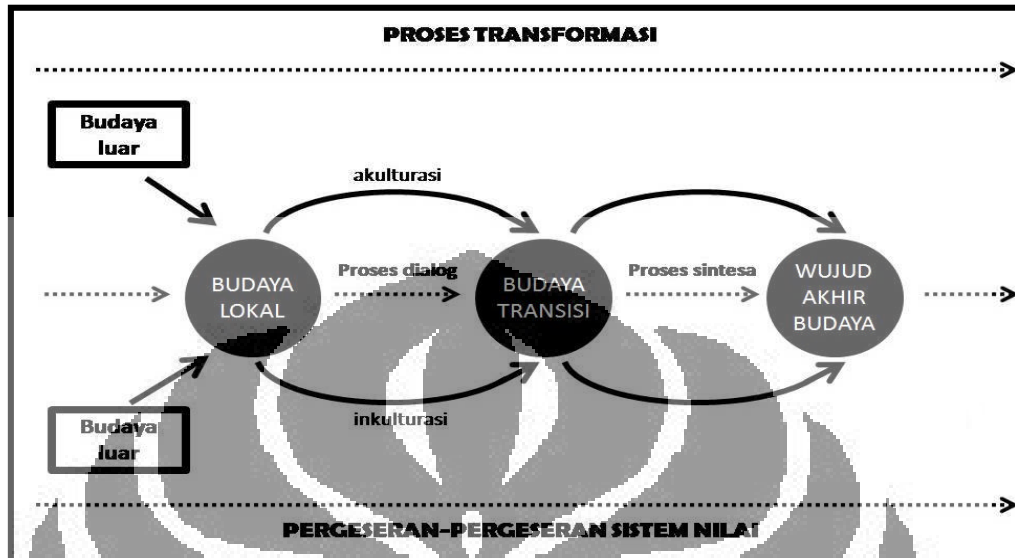 PROSES TRANSFORMASI
Budaya
luar
akulturasi
BUDAYA
LOKAL
Proses dialog
BUDAYA
TRANSISI
Proses sintesa
WUJUD
AKHIR
BUDAYA
inkulturasi
Budaya
luar
PERGESERAN-PERGESERAN SISTEM NILAI